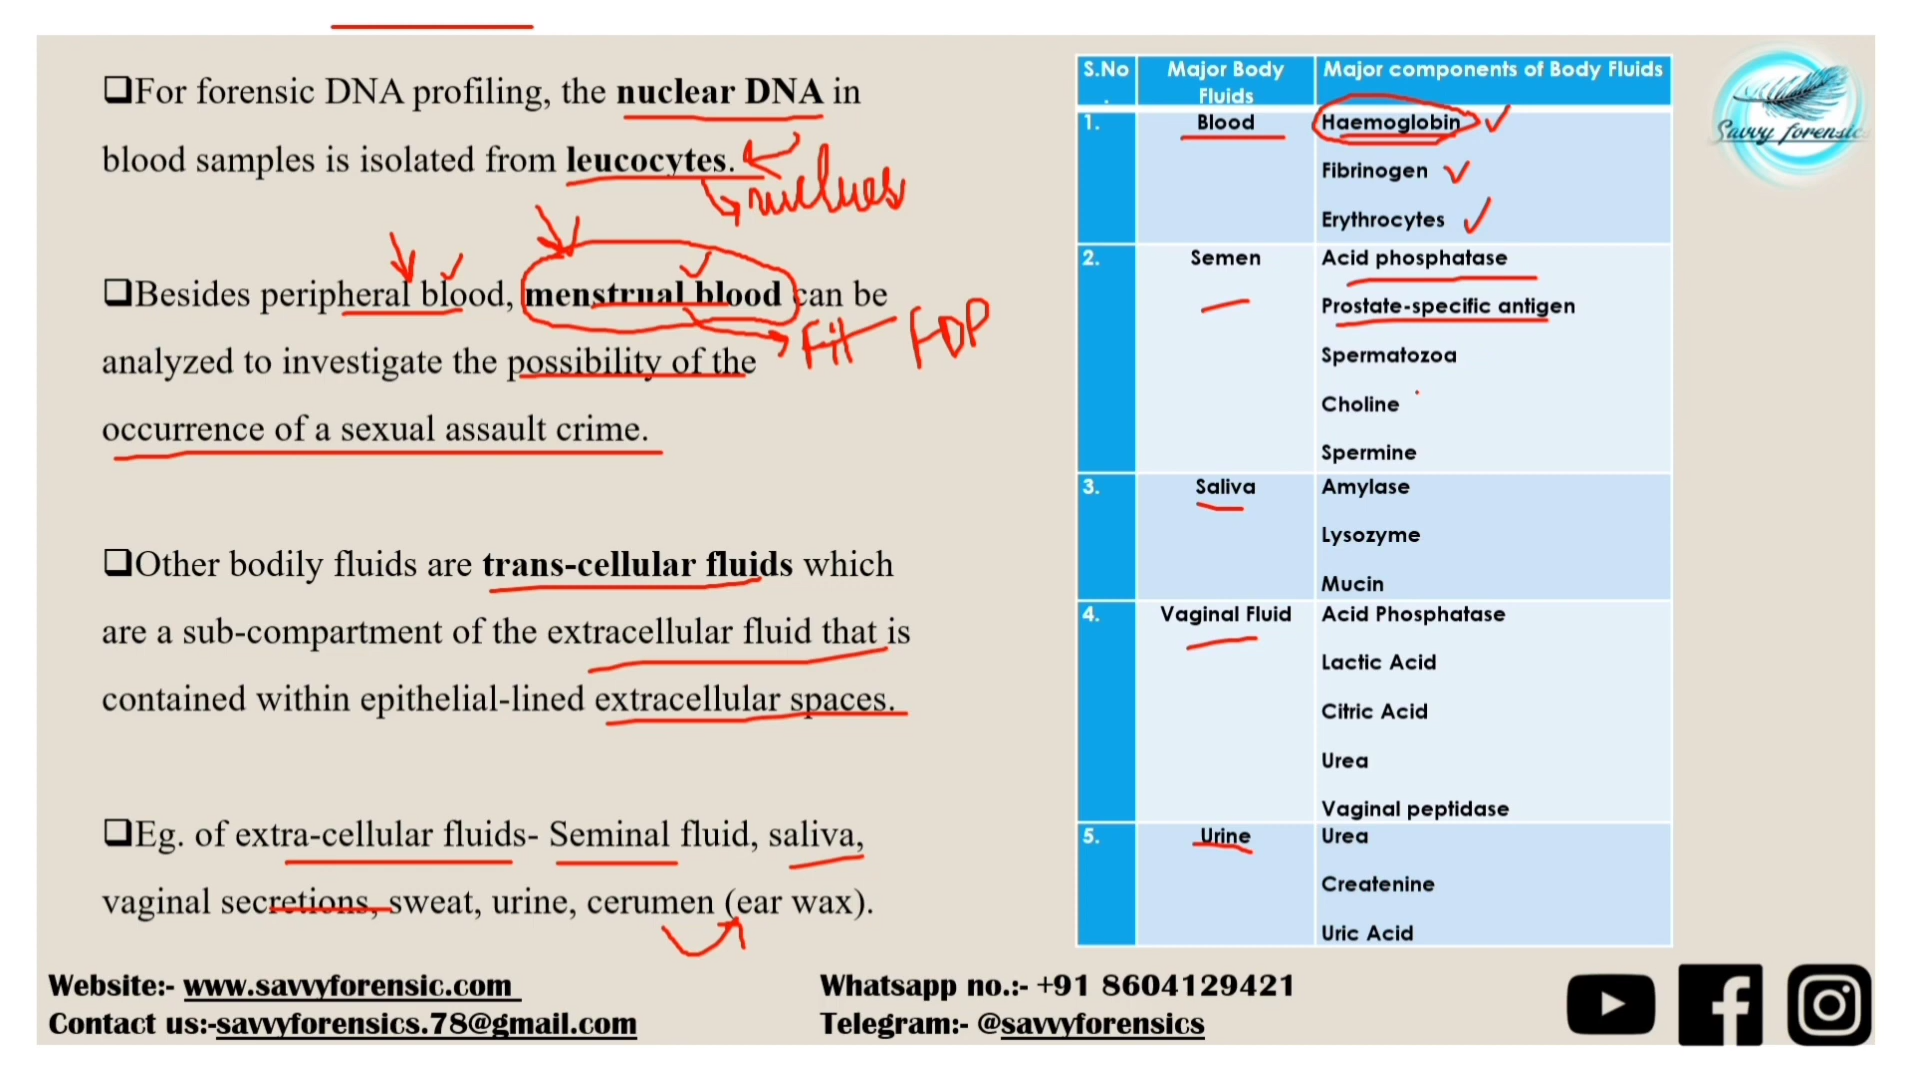 ❑For forensic DNA profiling, the nuclear DNA in
blood samples is isolated from leucocytes.
❑Besides peripheral blood, menstrual blood can be
analyzed to investigate the possibility of the
occurrence of a sexual assault crime.
FDP
❑Other bodily fluids are trans-cellular fluids which
are a sub-compartment of the extracellular fluid that is
contained within epithelial-lined extracellular spaces.
❑Eg. of extra-cellular fluids- Seminal fluid, saliva,
vaginal secretions, sweat, urine, cerumen (ear wax).
S.No Major Body Major components of Body Fluids
. Fluids
1. Blood Haemoglobin
Fibrinogen
Erythrocytes
2. Semen Acid phosphatase
Prostate-specific antigen
Spermatozoa
Choline
Spermine
3. Saliva Amylase
Lysozyme
Mucin
4. Vaginal Fluid Acid Phosphatase
Lactic Acid
Citric Acid
Urea
Vaginal peptidase
5. Urine Urea
Createnine
Uric Acid
Savvy forensic
Website:- www.savvyforensic.com
Contact us:-savvyforensics.78@gmail.com
Whatsapp no.:- +91 8604129421
Telegram:- @savvyforensics